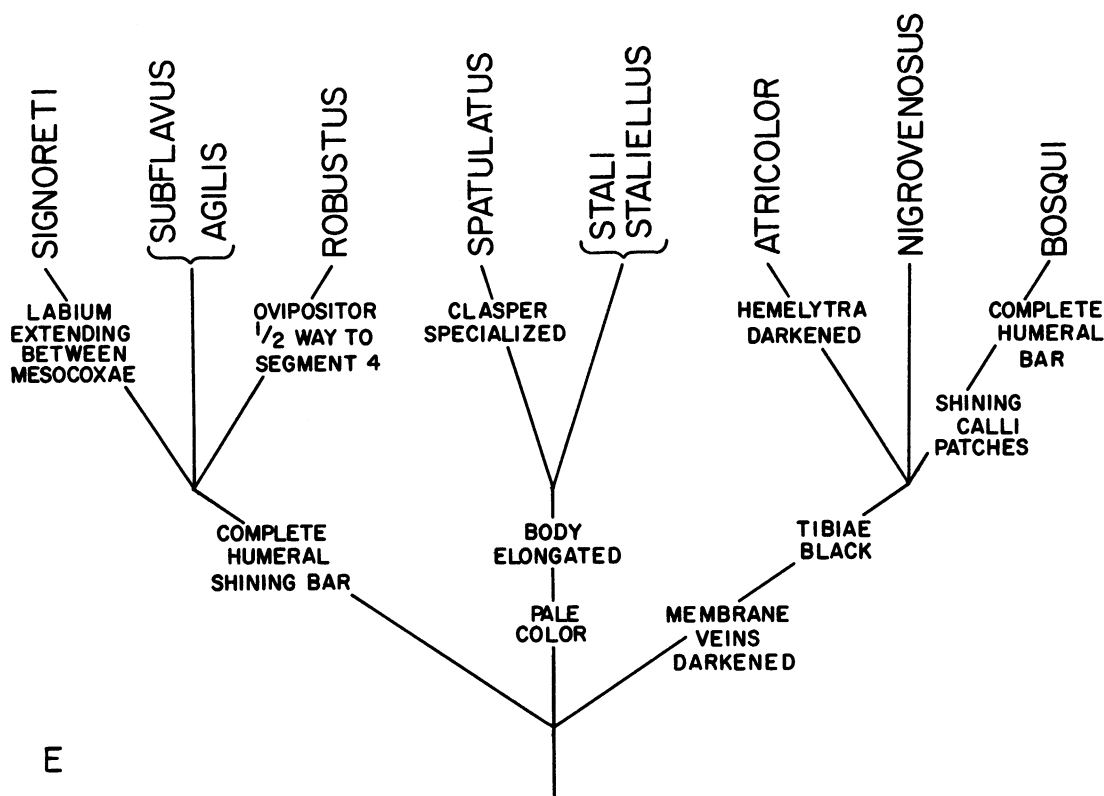 SIGNORETI
SUBFLAVUS
AGILIS
ROBUSTUS
SPATULATUS
STALI
STALIELLUS
ATRICOLOR
NIGROVENOSUS
BOSQUI
LABIUM
EXTENDING
BETWEEN
MESOCOXAE
OVIPOSITOR
1/2 WAY TO
SEGMENT 4
CLASPER
SPECIALIZED
HEMELYTRA
DARKENED
COMPLETE
HUMERAL
BAR
SHINING
CALLI
PATCHES
COMPLETE
HUMERAL
SHINING BAR
BODY
ELONGATED
TIBIAE
BLACK
PALE
COLOR
MEMBRANE
VEINS
DARKENED
E